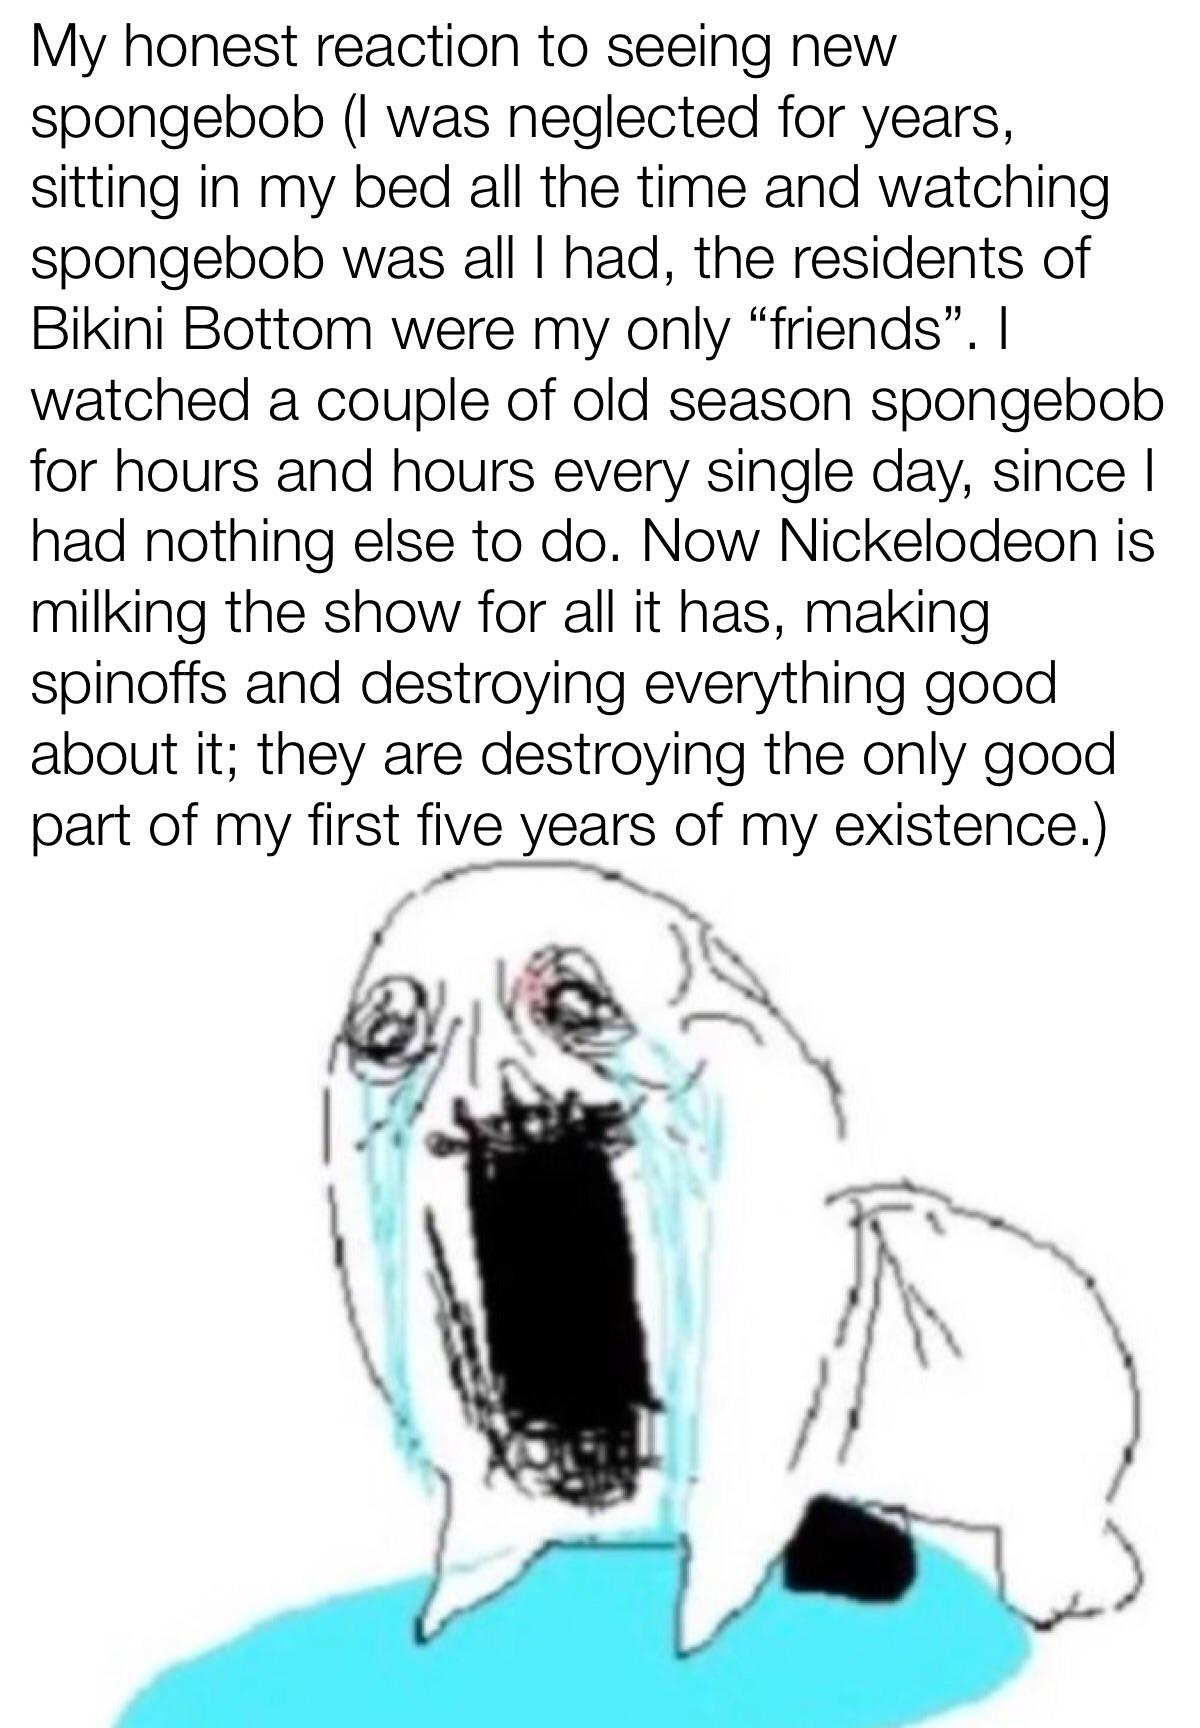 My honest reaction to seeing new
spongebob (I was neglected for years,
sitting in my bed all the time and watching
spongebob was all I had, the residents of
Bikini Bottom were my only “friends”. I
watched a couple of old season spongebob
for hours and hours every single day, since I
had nothing else to do. Now Nickelodeon is
milking the show for all it has, making
spinoffs and destroying everything good
about it; they are destroying the only good
part of my first five years of my existence.)